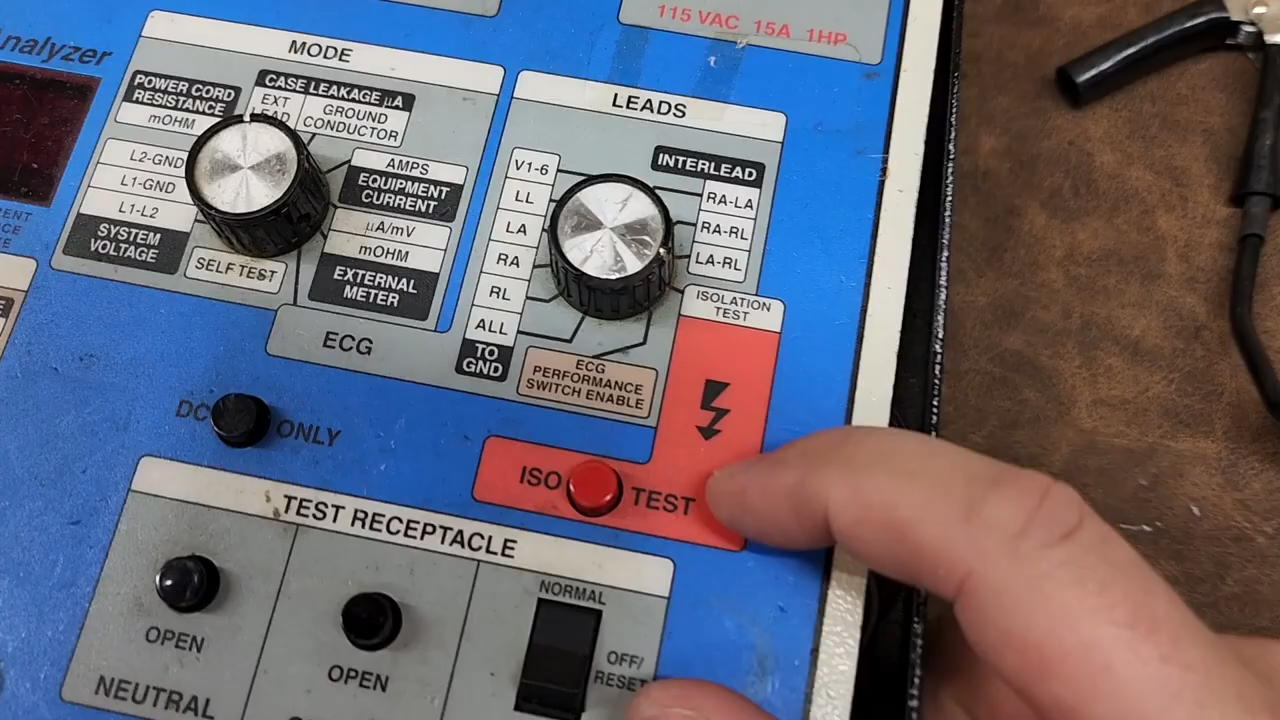 Analyzer
115 VAC 15A 1HP
MODE
POWER CORD
RESISTANCE
mOHM
CASE LEAKAGE µA
EXT
LEAD
GROUND
CONDUCTOR
L2-GND
L1-GND
L1-L2
SYSTEM
VOLTAGE
SELF TEST
AMPS
EQUIPMENT
CURRENT
µA/mV
mOHM
EXTERNAL
METER
ECG
LEADS
V1-6
LL
LA
RA
RL
ALL
TO
GND
INTERLEAD
RA-LA
RA-RL
LA-RL
ISOLATION
TEST
ECG
PERFORMANCE
SWITCH ENABLE
DC ONLY
ISO TEST
TEST RECEPTACLE
OPEN
NEUTRAL
OPEN
NORMAL
OFF/
RESET